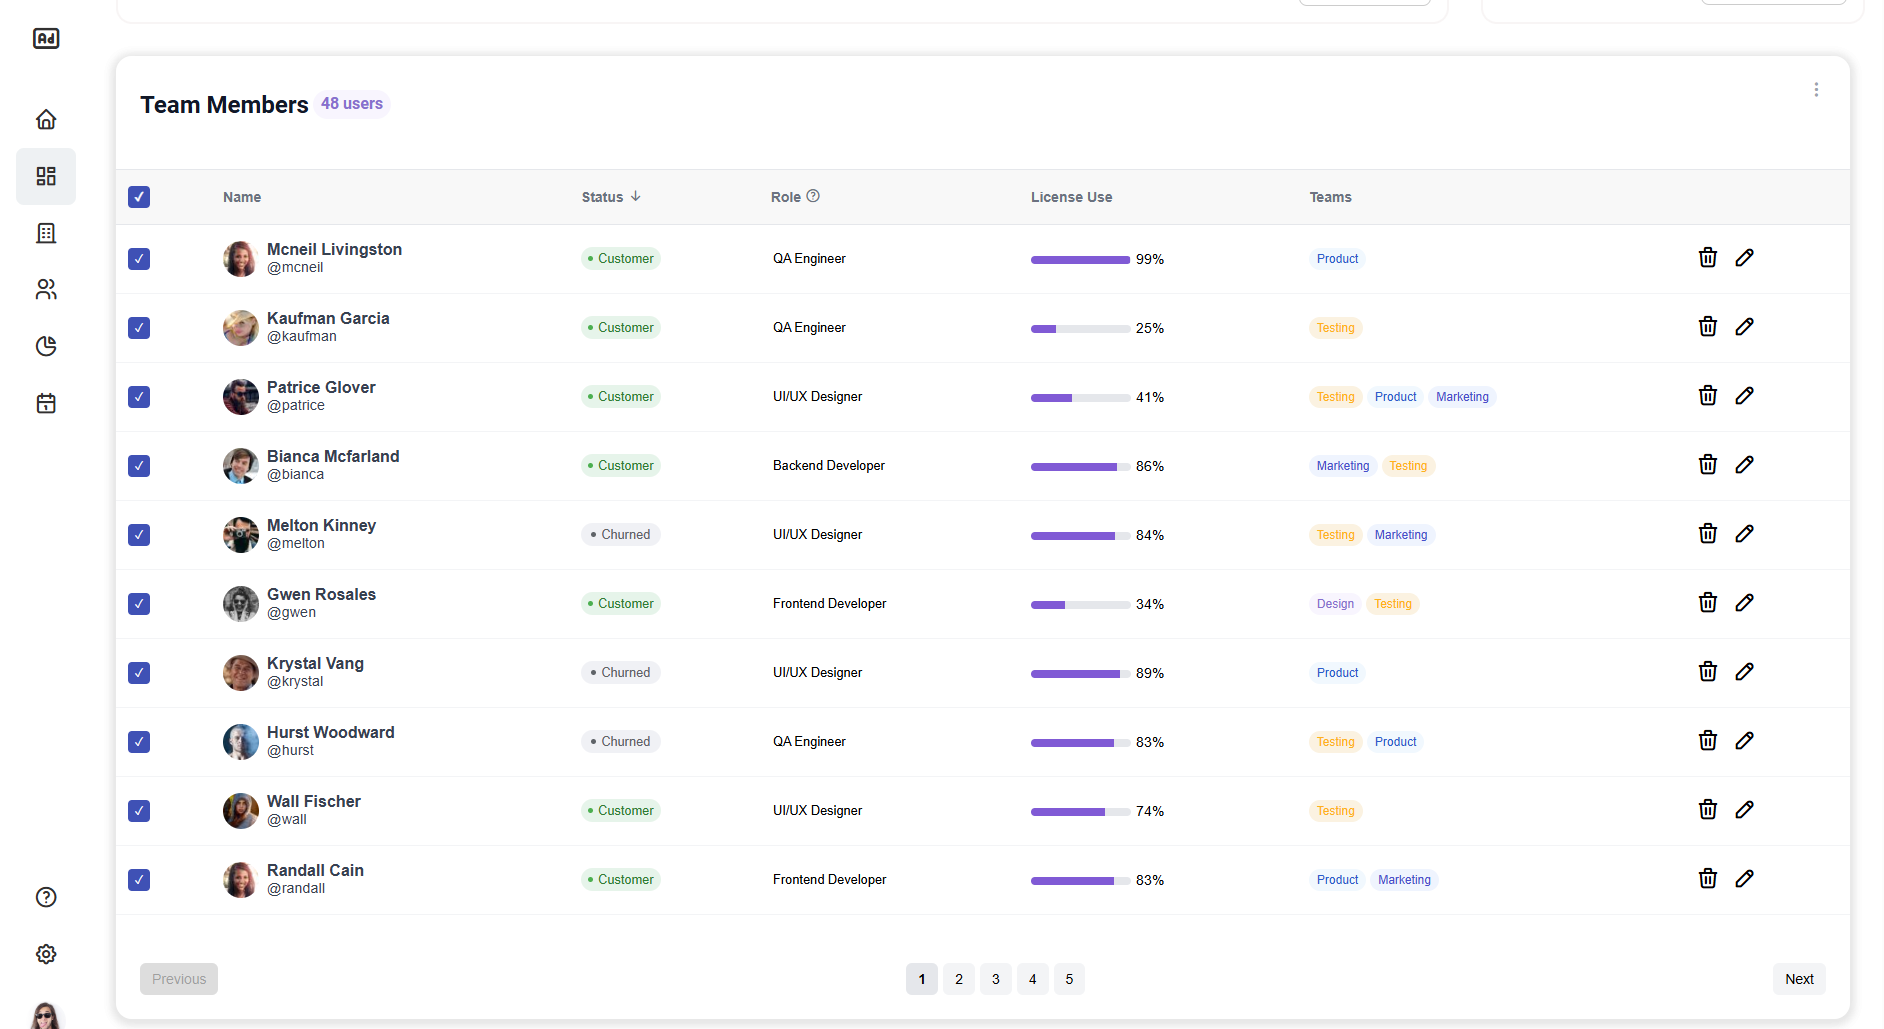 Ad
Team Members 48 users
Name Status Role License Use Teams
Mcneil Livingston
@mcneil
Customer QA Engineer 99% Product
Kaufman Garcia
@kaufman
Customer QA Engineer 25% Testing
Patrice Glover
@patrice
Customer UI/UX Designer 41% Testing Product Marketing
Bianca Mcfarland
@bianca
Customer Backend Developer 86% Marketing Testing
Melton Kinney
@melton
Churned UI/UX Designer 84% Testing Marketing
Gwen Rosales
@gwen
Customer Frontend Developer 34% Design Testing
Krystal Vang
@krystal
Churned UI/UX Designer 89% Product
Hurst Woodward
@hurst
Churned QA Engineer 83% Testing Product
Wall Fischer
@wall
Customer UI/UX Designer 74% Testing
Randall Cain
@randall
Customer Frontend Developer 83% Product Marketing
Previous 1 2 3 4 5 Next